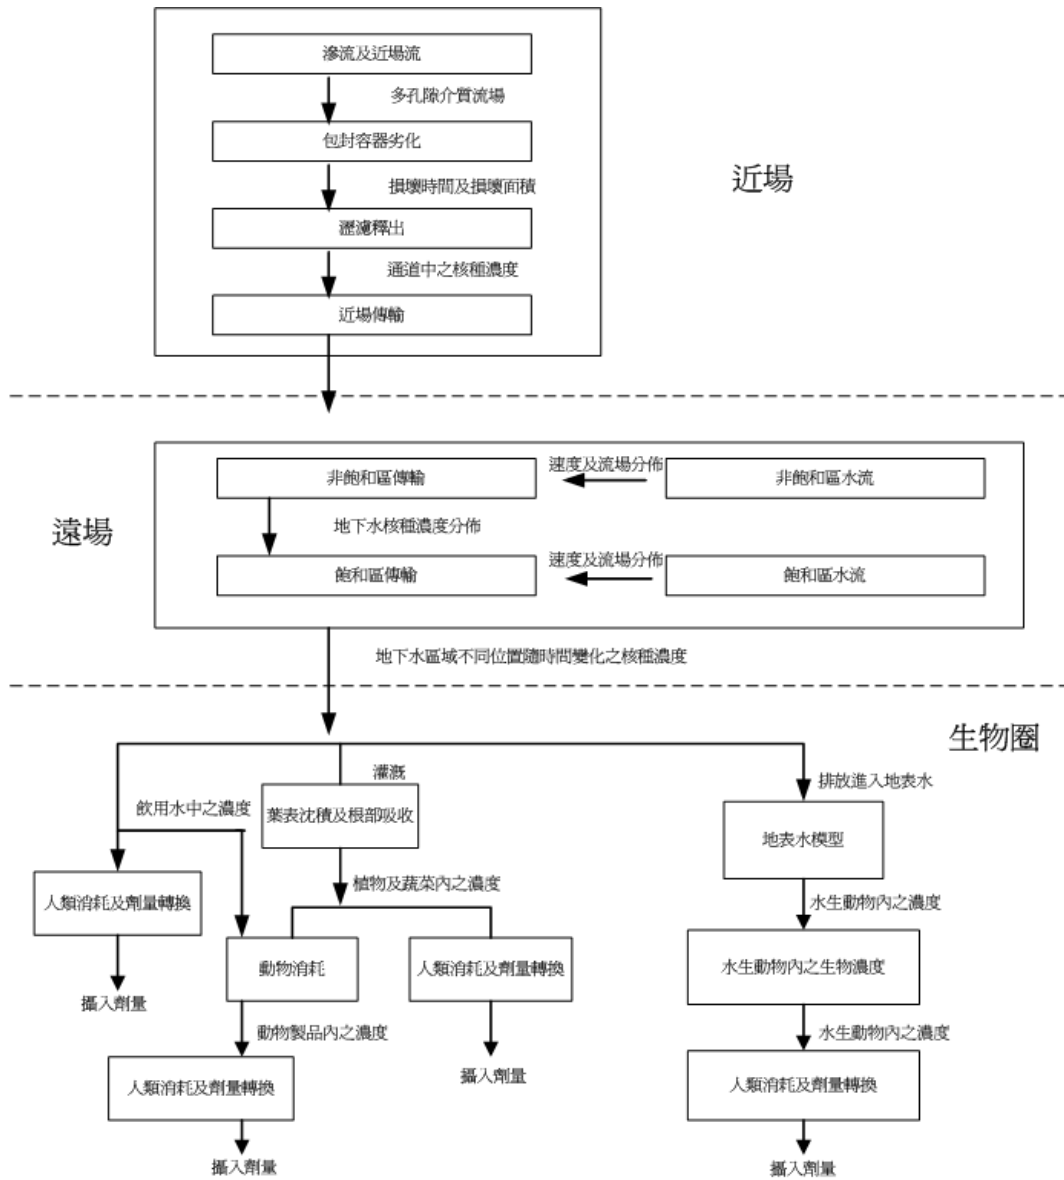 滲流及近場流
多孔隙介質流場
包封容器劣化
近場
損壞時間及損壞面積
瀝濾釋出
通道中之核種濃度
近場傳輸
速度及流場分佈
非飽和區傳輸
非飽和區水流
遠場
地下水核種濃度分佈
速度及流場分佈
飽和區傳輸
飽和區水流
地下水區域不同位置隨時間變化之核種濃度
生物圈
灌溉
排放進入地表水
飲用水中之濃度
葉表沈積及根部吸收
地表水模型
植物及蔬菜內之濃度
人類消耗及劑量轉換
水生動物內之濃度
動物消耗
人類消耗及劑量轉換
水生動物內之生物濃度
攝入劑量
動物製品內之濃度
水生動物內之濃度
攝入劑量
人類消耗及劑量轉換
人類消耗及劑量轉換
攝入劑量
攝入劑量